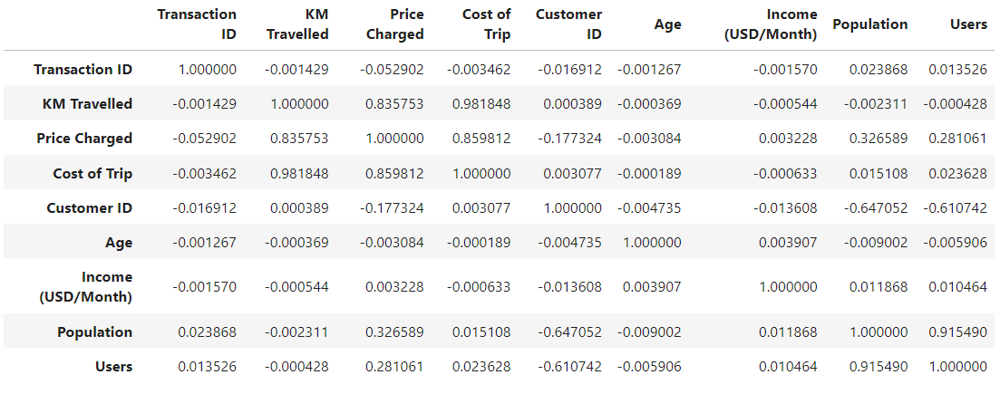 Transaction ID KM Travelled Price Charged Cost of Trip Customer ID Age Income (USD/Month) Population Users
Transaction ID 1.000000 -0.001429 -0.052902 -0.003462 -0.016912 -0.001267 -0.001570 0.023868 0.013526
KM Travelled -0.001429 1.000000 0.835753 0.981848 0.000389 -0.000369 -0.000544 -0.002311 -0.000428
Price Charged -0.052902 0.835753 1.000000 0.859812 -0.177324 -0.003084 0.003228 0.326589 0.281061
Cost of Trip -0.003462 0.981848 0.859812 1.000000 0.003077 -0.000189 -0.000633 0.015108 0.023628
Customer ID -0.016912 0.000389 -0.177324 0.003077 1.000000 -0.004735 -0.013608 -0.647052 -0.610742
Age -0.001267 -0.000369 -0.003084 -0.000189 -0.004735 1.000000 0.003907 -0.009002 -0.005906
Income (USD/Month) -0.001570 -0.000544 0.003228 -0.000633 -0.013608 0.003907 1.000000 0.011868 0.010464
Population 0.023868 -0.002311 0.326589 0.015108 -0.647052 -0.009002 0.011868 1.000000 0.915490
Users 0.013526 -0.000428 0.281061 0.023628 -0.610742 -0.005906 0.010464 0.915490 1.000000